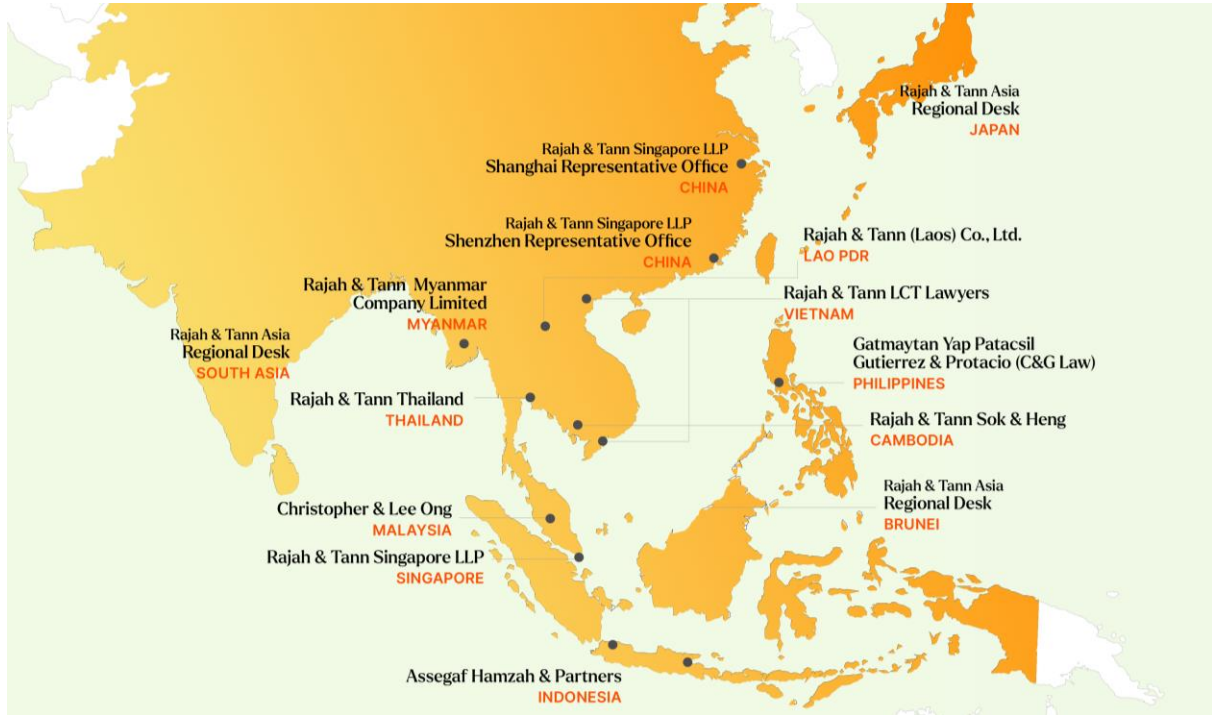 Rajah & Tann Asia
Regional Desk
JAPAN
Rajah & Tann Singapore LLP
Shanghai Representative Office
CHINA
Rajah & Tann Singapore LLP
Shenzhen Representative Office
CHINA
Rajah & Tann (Laos) Co., Ltd.
LAO PDR
Rajah & Tann Myanmar
Company Limited
MYANMAR
Rajah & Tann LCT Lawyers
VIETNAM
Rajah & Tann Asia
Regional Desk
SOUTH ASIA
Gatmaytan Yap Patacsil
Gutierrez & Protacio (C&G Law)
PHILIPPINES
Rajah & Tann Thailand
THAILAND
Rajah & Tann Sok & Heng
CAMBODIA
Rajah & Tann Asia
Regional Desk
BRUNEI
Christopher & Lee Ong
MALAYSIA
Rajah & Tann Singapore LLP
SINGAPORE
Assegaf Hamzah & Partners
INDONESIA